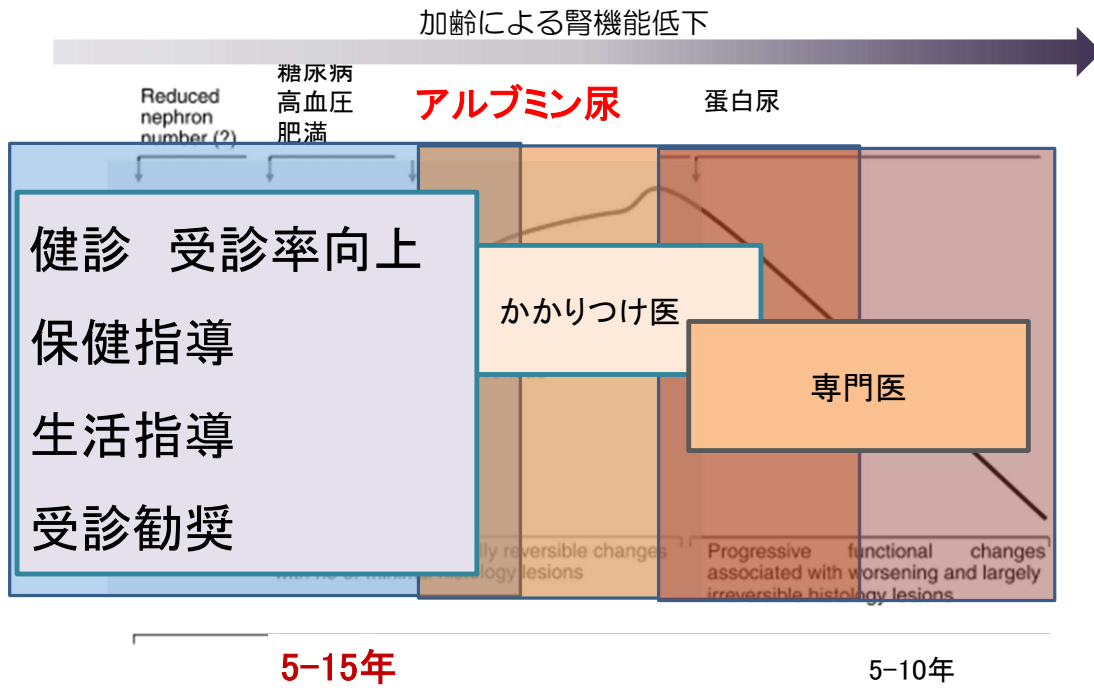 加齢による腎機能低下
Reduced
nephron
number (?)
糖尿病
高血圧
肥満
アルブミン尿
蛋白尿
健診 受診率向上
保健指導
生活指導
受診勧奨
かかりつけ医
専門医
reversible changes
lesions
Progressive functional changes
associated with worsening and largely
irreversible histology lesions
5-15年
5-10年